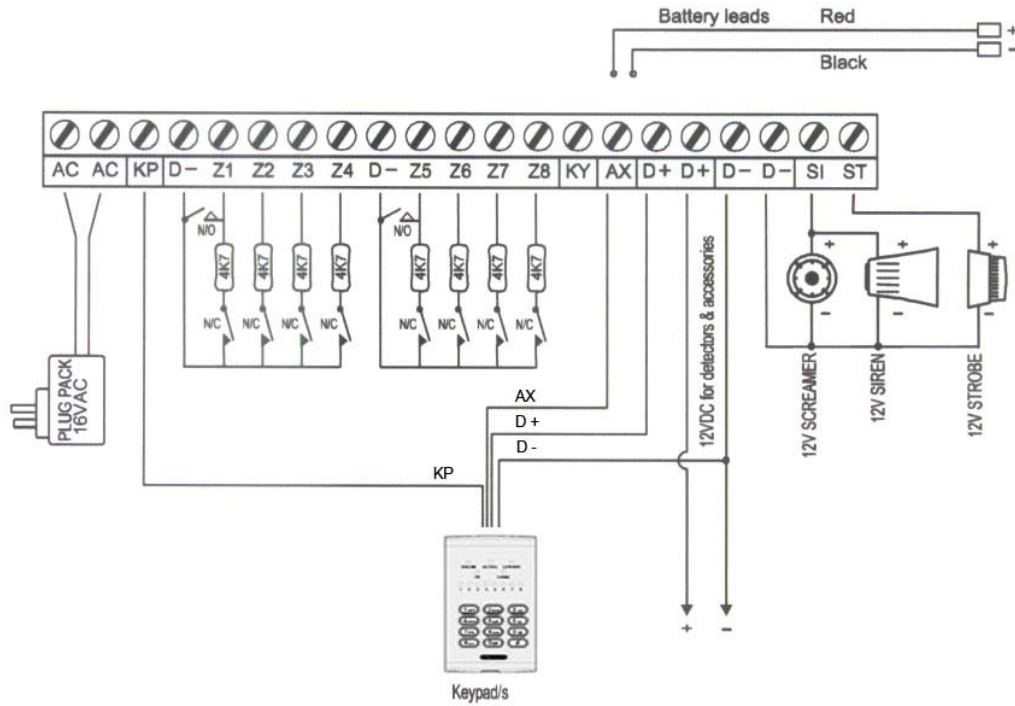 Battery leads Red +
-
Black
AC AC KP D- Z1 Z2 Z3 Z4 D- Z5 Z6 Z7 Z8 KY AX D+ D+ D- D- SI ST
N/O N/O
4K7 4K7 4K7 4K7 4K7 4K7 4K7 4K7
N/C N/C N/C N/C N/C N/C N/C N/C
+ + +
- - -
PLUG PACK
16VAC
AX
D +
D -
KP
12VDC for detectors & accessories
12V SCREAMER
12V SIREN
12V STROBE
+ -
Keypad/s